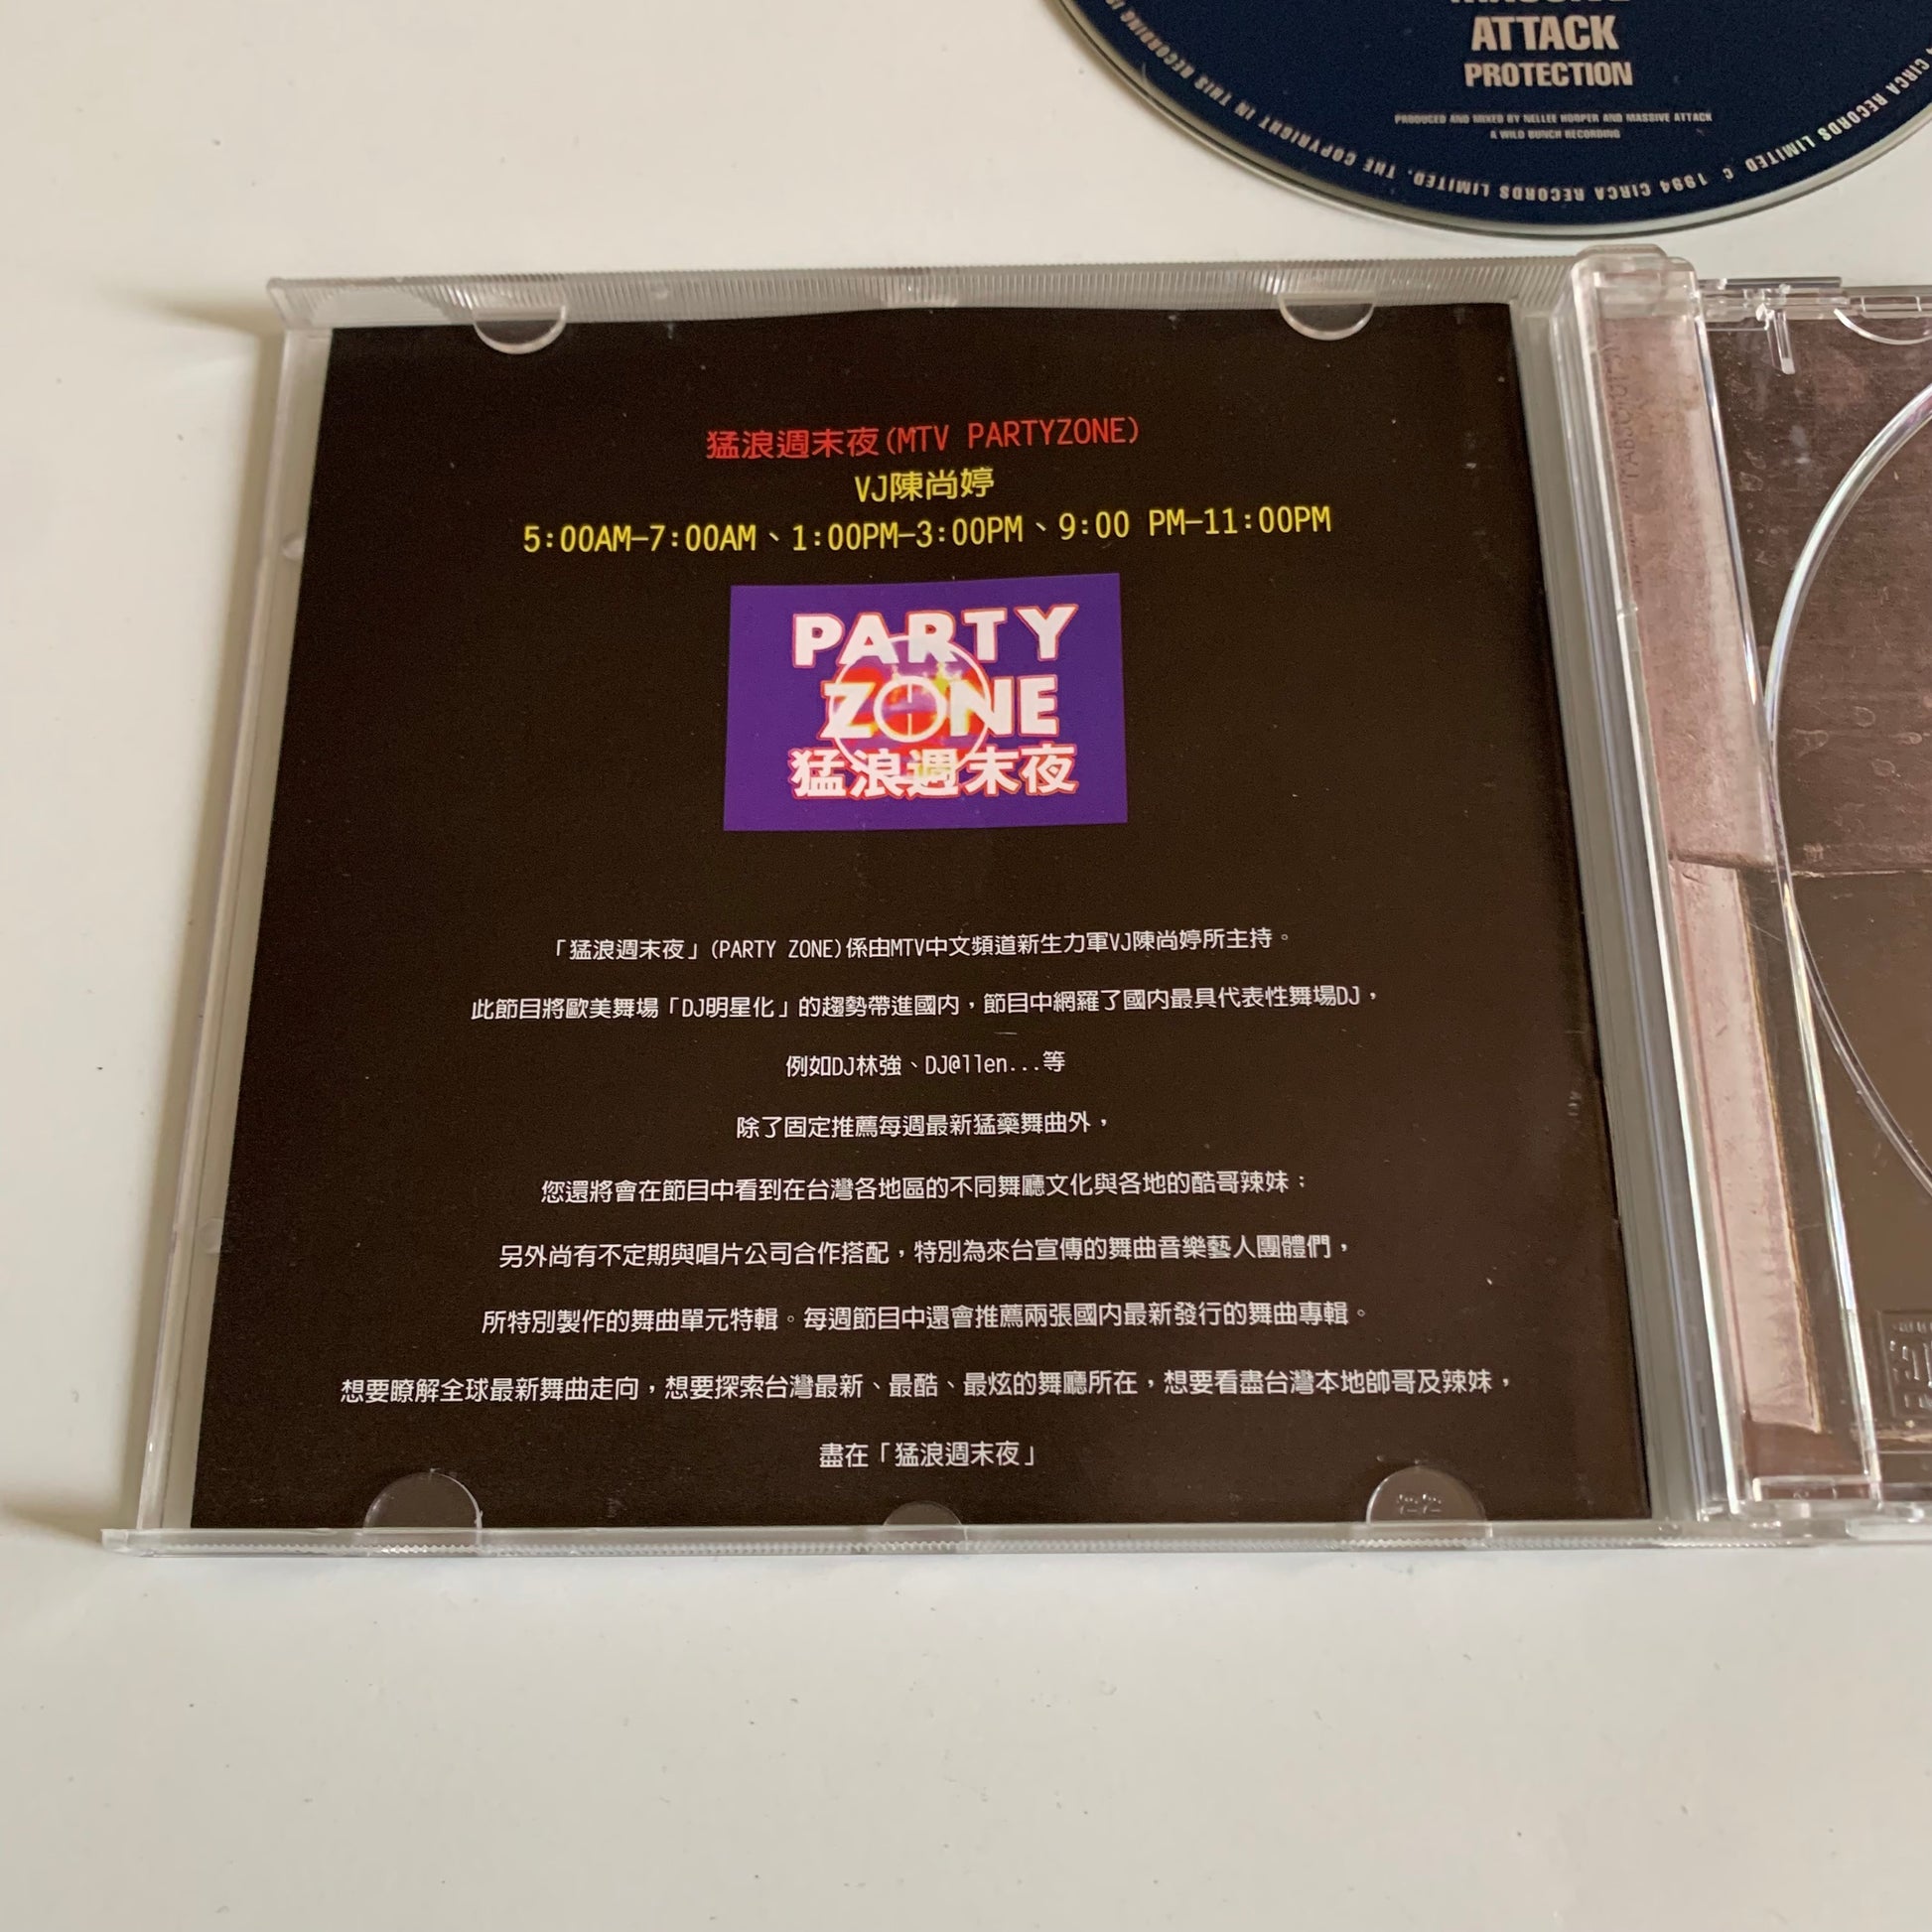 ATTACK
PROTECTION
PRODUCED AND MIXED BY NELLEE HOOPER AND MASSIVE ATTACK
A WILD BUNCH RECORDING
CIRCA RECORDS LIMITED © 1994 CIRCA RECORDS LIMITED. THE COPYRIGHT IN THIS RECORDING
猛浪週末夜(MTV PARTYZONE)
VJ陳尚婷
5:00AM—7:00AM、1:00PM—3:00PM、9:00 PM—11:00PM
PARTY
ZONE
猛浪週末夜
「猛浪週末夜」(PARTY ZONE)係由MTV中文頻道新生力軍VJ陳尚婷所主持。
此節目將歐美舞場「DJ明星化」的趨勢帶進國內，節目中網羅了國內最具代表性舞場DJ，
例如DJ林強、DJ@llen...等
除了固定推薦每週最新猛藥舞曲外，
您還將會在節目中看到在台灣各地區的不同舞廳文化與各地的酷哥辣妹；
另外尚有不定期與唱片公司合作搭配，特別為來台宣傳的舞曲音樂藝人團體們，
所特別製作的舞曲單元特輯。每週節目中還會推薦兩張國內最新發行的舞曲專輯。
想要瞭解全球最新舞曲走向，想要探索台灣最新、最酷、最炫的舞廳所在，想要看盡台灣本地帥哥及辣妹，
盡在「猛浪週末夜」